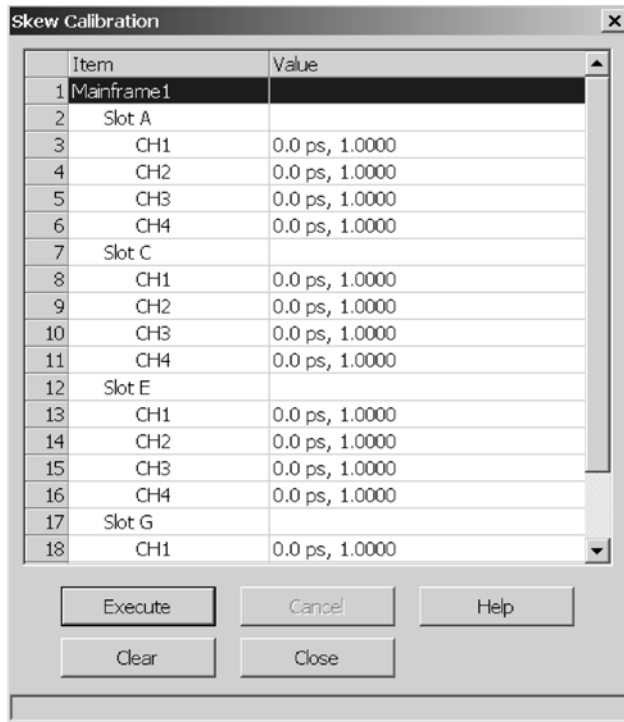 Skew Calibration
Item Value
1 Mainframe1
2 Slot A
3 CH1 0.0 ps, 1.0000
4 CH2 0.0 ps, 1.0000
5 CH3 0.0 ps, 1.0000
6 CH4 0.0 ps, 1.0000
7 Slot C
8 CH1 0.0 ps, 1.0000
9 CH2 0.0 ps, 1.0000
10 CH3 0.0 ps, 1.0000
11 CH4 0.0 ps, 1.0000
12 Slot E
13 CH1 0.0 ps, 1.0000
14 CH2 0.0 ps, 1.0000
15 CH3 0.0 ps, 1.0000
16 CH4 0.0 ps, 1.0000
17 Slot G
18 CH1 0.0 ps, 1.0000
Execute Cancel Help
Clear Close